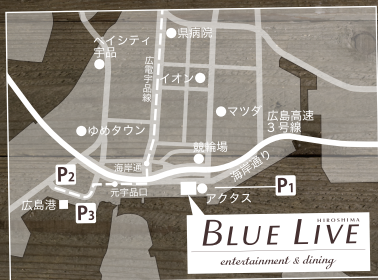 県病院
ベイシティ
宇品
広電宇品線
イオン
マツダ
広島高速
3号線
ゆめタウン
競輪場
海岸通
海岸通り
P2
元宇品口
P1
アクタス
広島港
P3
HIROSHIMA
BLUE LIVE
entertainment & dining